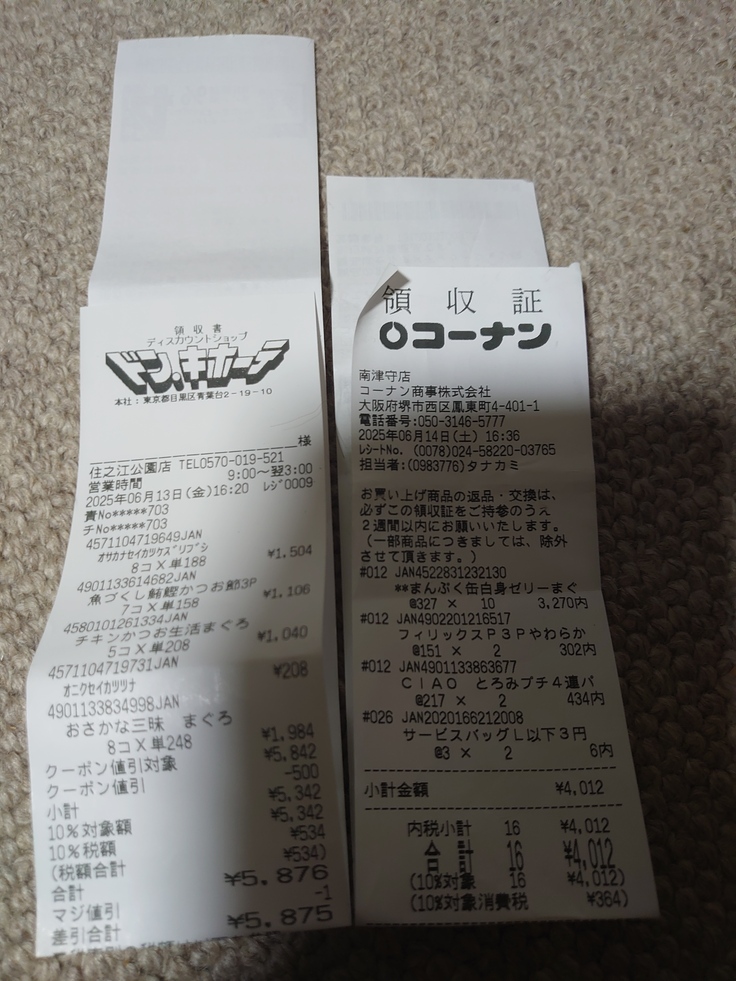 領収書
ディスカウントショップ
ドン.キホーテ
本社:東京都目黒区青葉台2-19-10
様
住之江公園店 TEL0570-019-521
営業時間 9:00〜翌3:00
2025年06月13日(金)16:20 レジ0009
責No*****703
チNo*****703
4571104719649JAN
オサカナセイカツケズリブシ ¥1,504
8コ×単188
4901133614682JAN
魚づくし鮪鰹かつお節3P ¥1,106
7コ×単158
4580101261334JAN
チキンかつお生活まぐろ ¥1,040
5コ×単208
4571104719731JAN ¥208
オニクセイカツツナ
4901133834998JAN
おさかな三昧 まぐろ ¥1,984
8コ×単248
クーポン値引対象 ¥5,842
クーポン値引 -500
小計 ¥5,342
10%対象額 ¥5,342
10%税額 ¥534
(税額合計 ¥534)
合計 ¥5,876
マジ値引 -1
差引合計 ¥5,875
領収証
コーナン
南津守店
コーナン商事株式会社
大阪府堺市西区鳳東町4-401-1
電話番号:050-3146-5777
2025年06月14日(土) 16:36
レシートNo. (0078)024-58220-03765
担当者:(0983776)タナカミ
お買い上げ商品の返品・交換は、
必ずこの領収証をご持参のうえ
2週間以内にお願いいたします。
(一部商品につきましては、除外
させて頂きます。)
#012 JAN4522831232130
**まんぷく缶白身ゼリーまぐ
@327 × 10 3,270内
#012 JAN4902201216517
フィリックスP3Pやわらか
@151 × 2 302内
#012 JAN4901133863677
CIAO とろみプチ4連パ
@217 × 2 434内
#026 JAN2020166212008
サービスバッグL以下3円
@3 × 2 6内
小計金額 ¥4,012
内税小計 16 ¥4,012
合計 16 ¥4,012
(10%対象 16 ¥4,012)
(10%対象消費税 ¥364)